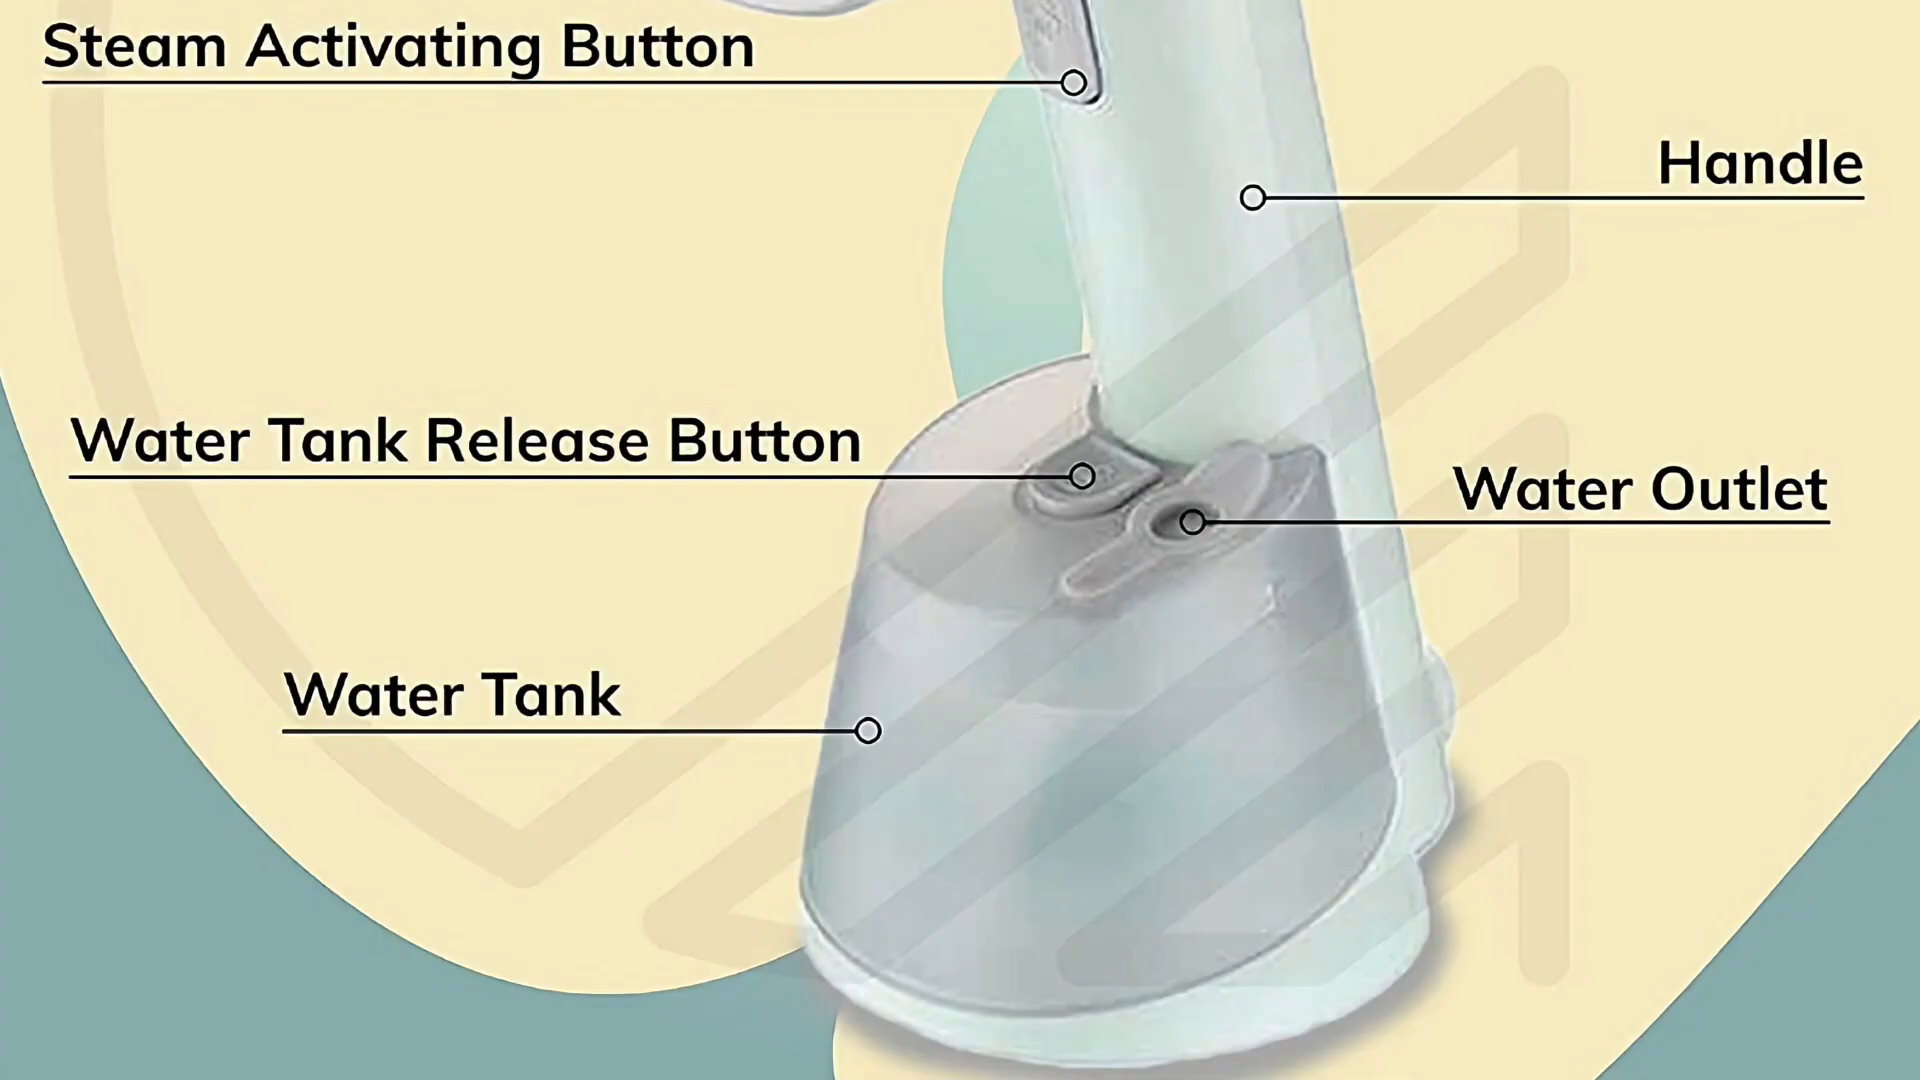 Steam Activating Button
Handle
Water Tank Release Button
Water Outlet
Water Tank